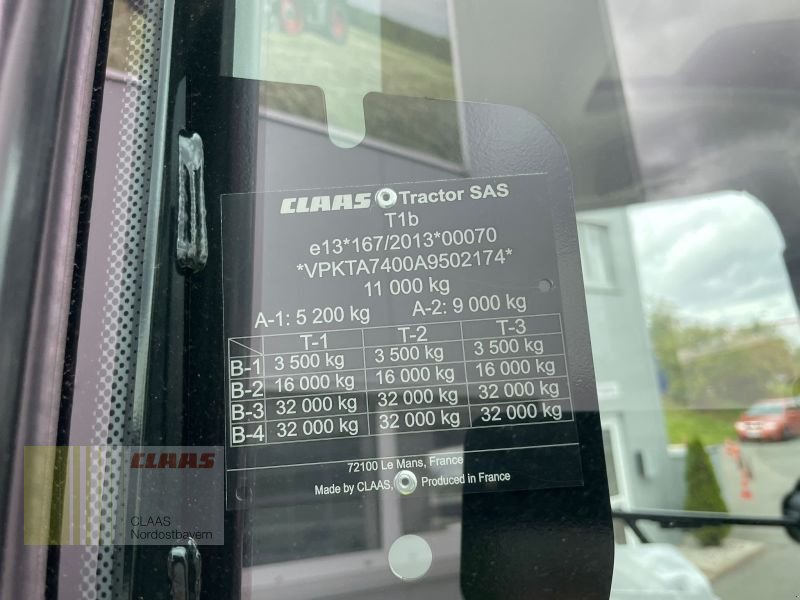 CLAAS Tractor SAS
T1b
e13*167/2013*00070
*VPKTA7400A9502174*
11 000 kg
A-1: 5 200 kg A-2: 9 000 kg
T-1 T-2 T-3
B-1 3 500 kg 3 500 kg 3 500 kg
B-2 16 000 kg 16 000 kg 16 000 kg
B-3 32 000 kg 32 000 kg 32 000 kg
B-4 32 000 kg 32 000 kg 32 000 kg
72100 Le Mans, France
Made by CLAAS, Produced in France
CLAAS
CLAAS
Nordostbayern